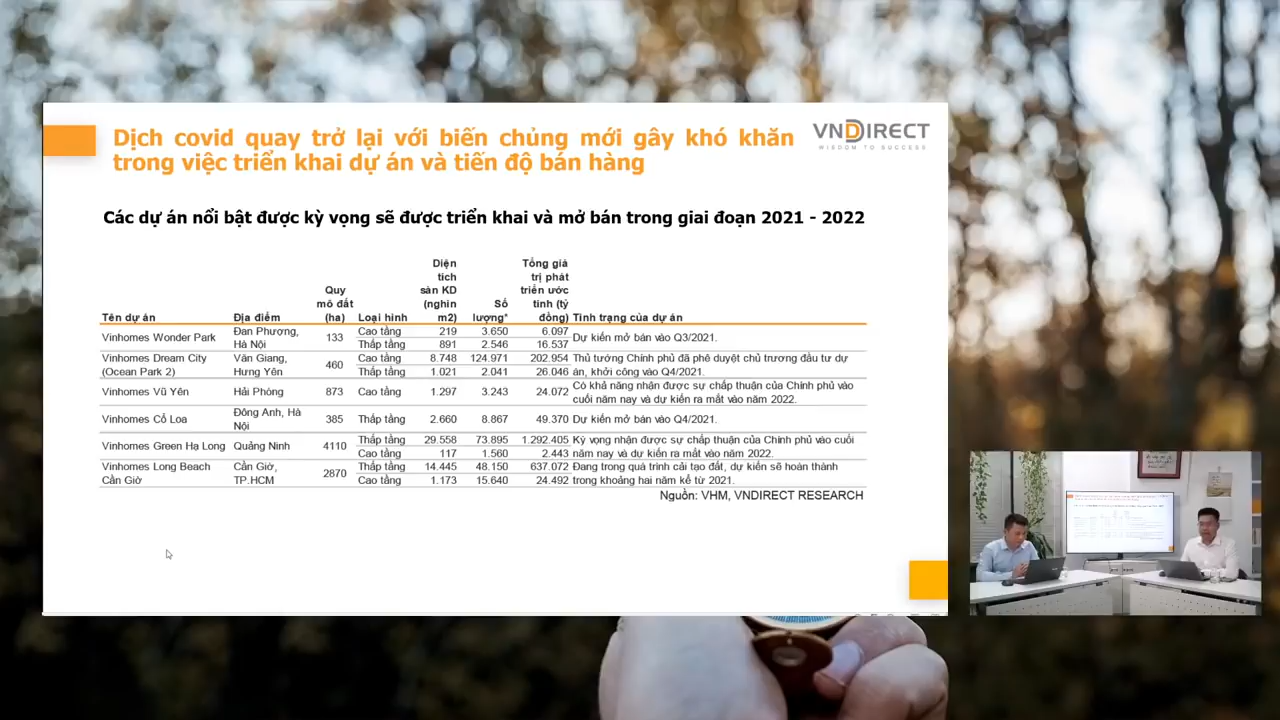 Dịch covid quay trở lại với biến chủng mới gây khó khăn
trong việc triển khai dự án và tiến độ bán hàng
VNDIRECT
WISDOM TO SUCCESS
Các dự án nổi bật được kỳ vọng sẽ được triển khai và mở bán trong giai đoạn 2021 - 2022
Tên dự án Địa điểm Quy mô đất (ha) Loại hình Diện tích sàn KD (nghìn m2) Số lượng* Tổng giá trị phát triển ước tính (tỷ đồng) Tình trạng của dự án
Vinhomes Wonder Park Đan Phượng, Hà Nội 133 Cao tầng 219 3.650 6.097 Dự kiến mở bán vào Q3/2021.
Thấp tầng 891 2.546 16.537
Vinhomes Dream City (Ocean Park 2) Văn Giang, Hưng Yên 460 Cao tầng 8.748 124.971 202.954 Thủ tướng Chính phủ đã phê duyệt chủ trương đầu tư dự án, khởi công vào Q4/2021.
Thấp tầng 1.021 2.041 26.046
Vinhomes Vũ Yên Hải Phòng 873 Cao tầng 1.297 3.243 24.072 Có khả năng nhận được sự chấp thuận của Chính phủ vào cuối năm nay và dự kiến ra mắt vào năm 2022.
Vinhomes Cổ Loa Đông Anh, Hà Nội 385 Thấp tầng 2.660 8.867 49.370 Dự kiến mở bán vào Q4/2021.
Vinhomes Green Hạ Long Quảng Ninh 4110 Thấp tầng 29.558 73.895 1.292.405 Kỳ vọng nhận được sự chấp thuận của Chính phủ vào cuối năm nay và dự kiến ra mắt vào năm 2022.
Cao tầng 117 1.560 2.443
Vinhomes Long Beach Cần Giờ Cần Giờ, TP.HCM 2870 Thấp tầng 14.445 48.150 637.072 Đang trong quá trình cải tạo đất, dự kiến sẽ hoàn thành trong khoảng hai năm kể từ 2021.
Cao tầng 1.173 15.640 24.492
Nguồn: VHM, VNDIRECT RESEARCH